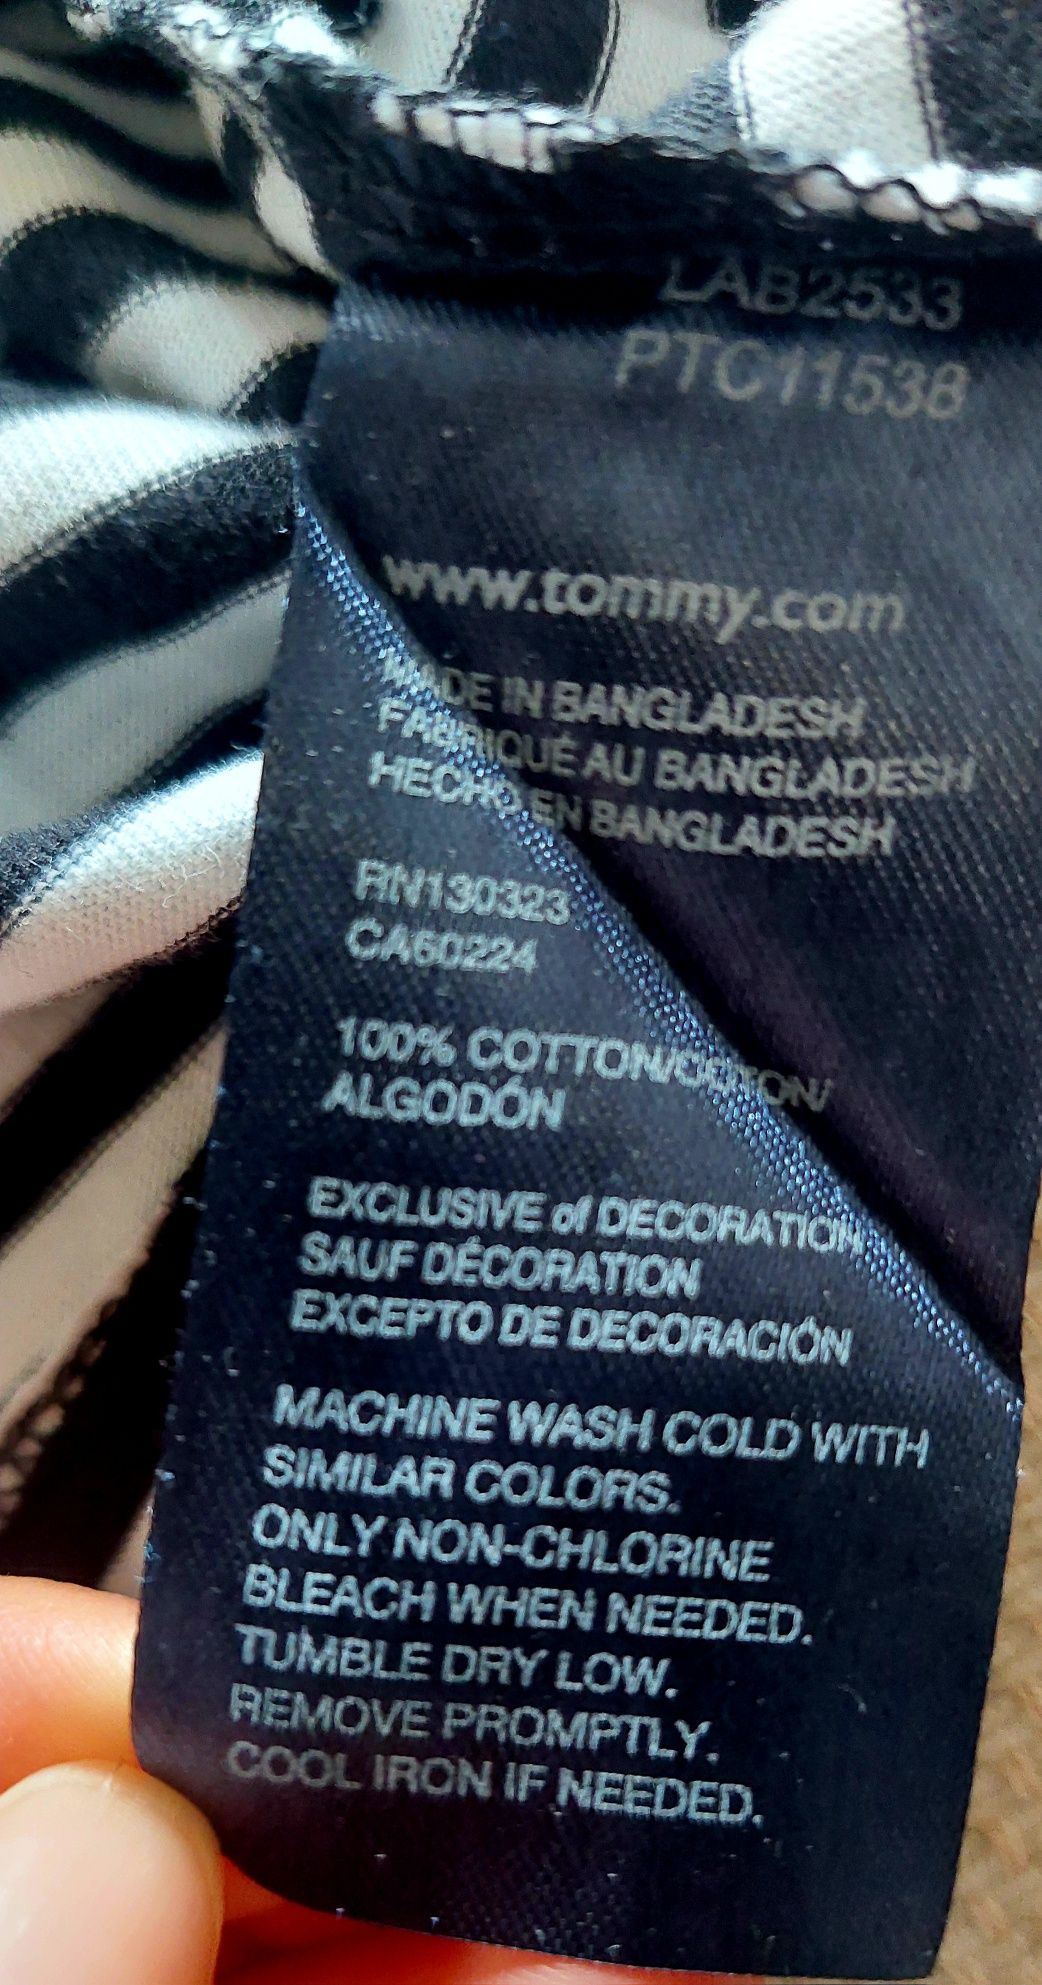 LAB2533
PTC11538
www.tommy.com
MADE IN BANGLADESH
FABRIQUÉ AU BANGLADESH
HECHO EN BANGLADESH
RN130323
CA60224
100% COTTON/COTON/
ALGODÓN
EXCLUSIVE of DECORATION
SAUF DÉCORATION
EXCEPTO DE DECORACIÓN
MACHINE WASH COLD WITH
SIMILAR COLORS.
ONLY NON-CHLORINE
BLEACH WHEN NEEDED.
TUMBLE DRY LOW.
REMOVE PROMPTLY.
COOL IRON IF NEEDED.